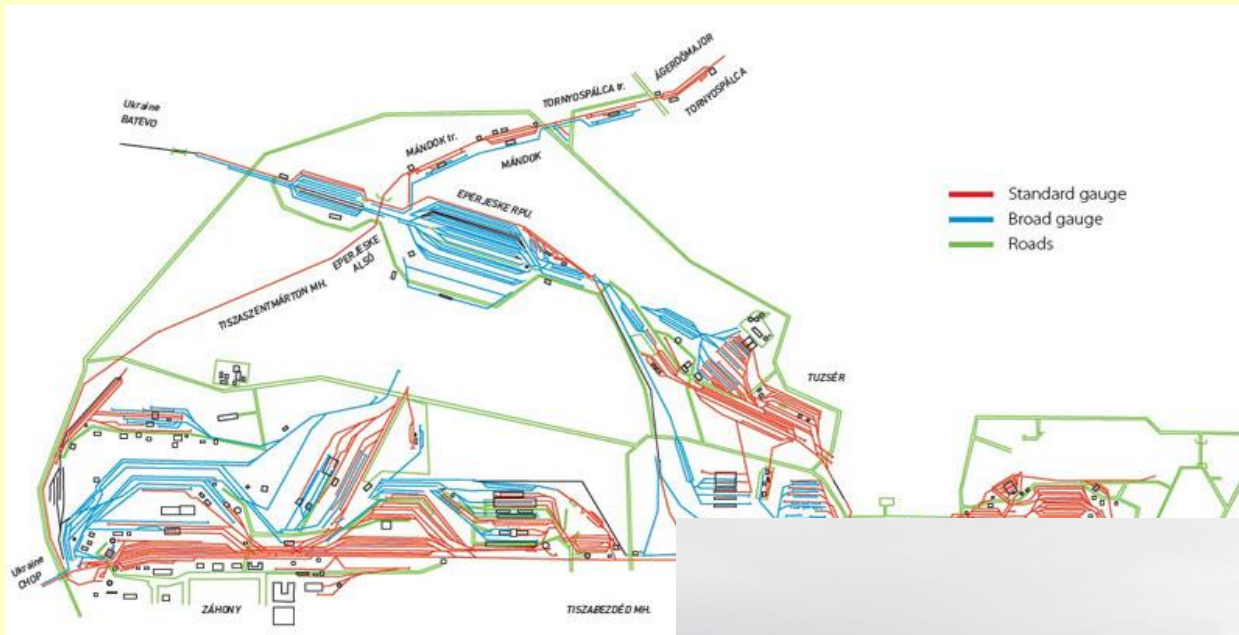 ÁGERDŐMAJOR
TORNYOSPÁLCA tr.
TORNYOSPÁLCA
Ukraine
BATEVO
MÁNDOK tr.
MÁNDOK
EPERJESKE RPU.
EPERJESKE
ALSÓ
TISZASZENTMÁRTON MH.
Standard gauge
Broad gauge
Roads
TUZSÉR
Ukraine
CHOP
ZÁHONY
TISZABEZDÉD MH.